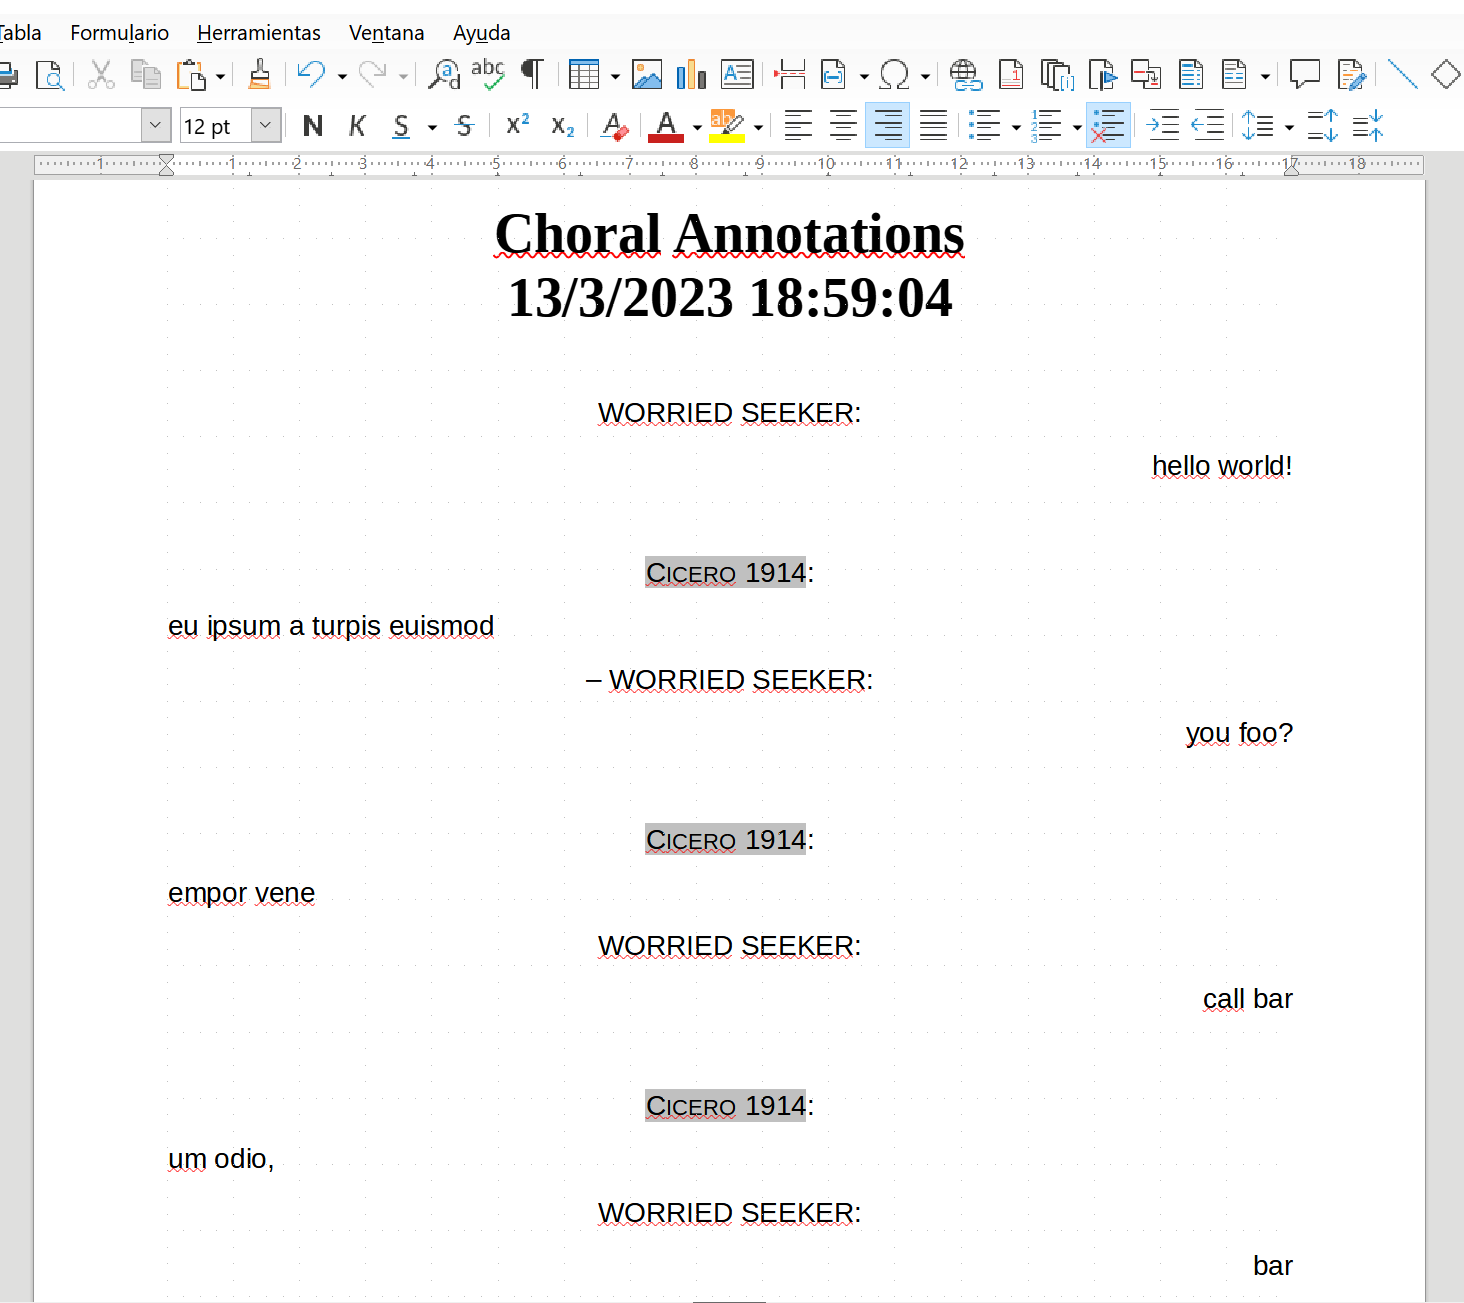 Tabla Formulario Herramientas Ventana Ayuda
12 pt N K S S X² X₂ A A ab
1 1 2 3 4 5 6 7 8 9 10 11 12 13 14 15 16 17 18
Choral Annotations
13/3/2023 18:59:04
WORRIED SEEKER:
hello world!
CICERO 1914:
eu ipsum a turpis euismod
– WORRIED SEEKER:
you foo?
CICERO 1914:
empor vene
WORRIED SEEKER:
call bar
CICERO 1914:
um odio,
WORRIED SEEKER:
bar